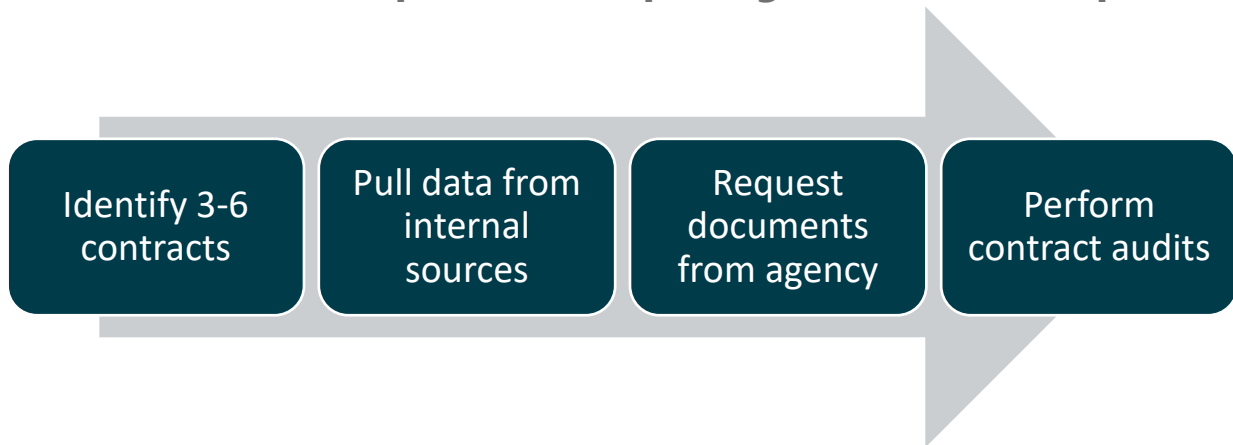 Identify 3-6
contracts
Pull data from
internal
sources
Request
documents
from agency
Perform
contract audits